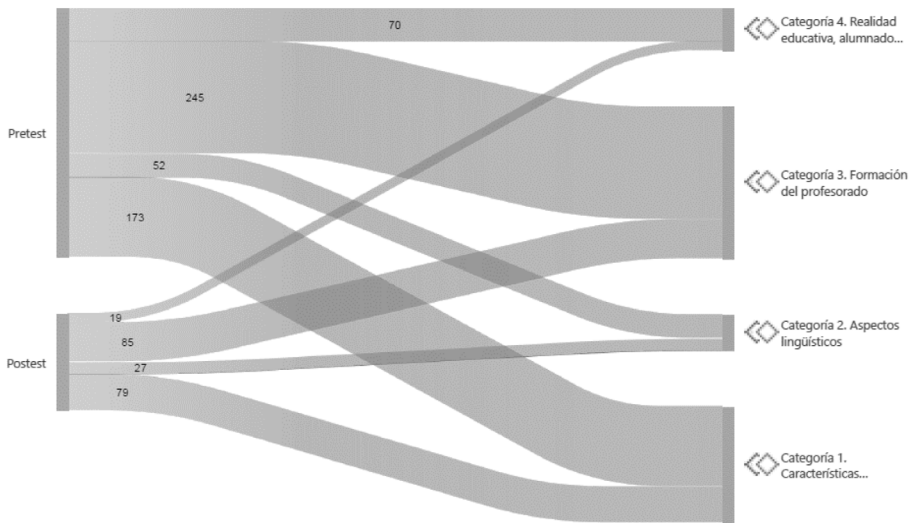 70
Categoría 4. Realidad
educativa, alumnado...
245
Pretest
52
Categoría 3. Formación
del profesorado
173
19
85
Categoría 2. Aspectos
lingüísticos
Postest
27
79
Categoría 1.
Características...